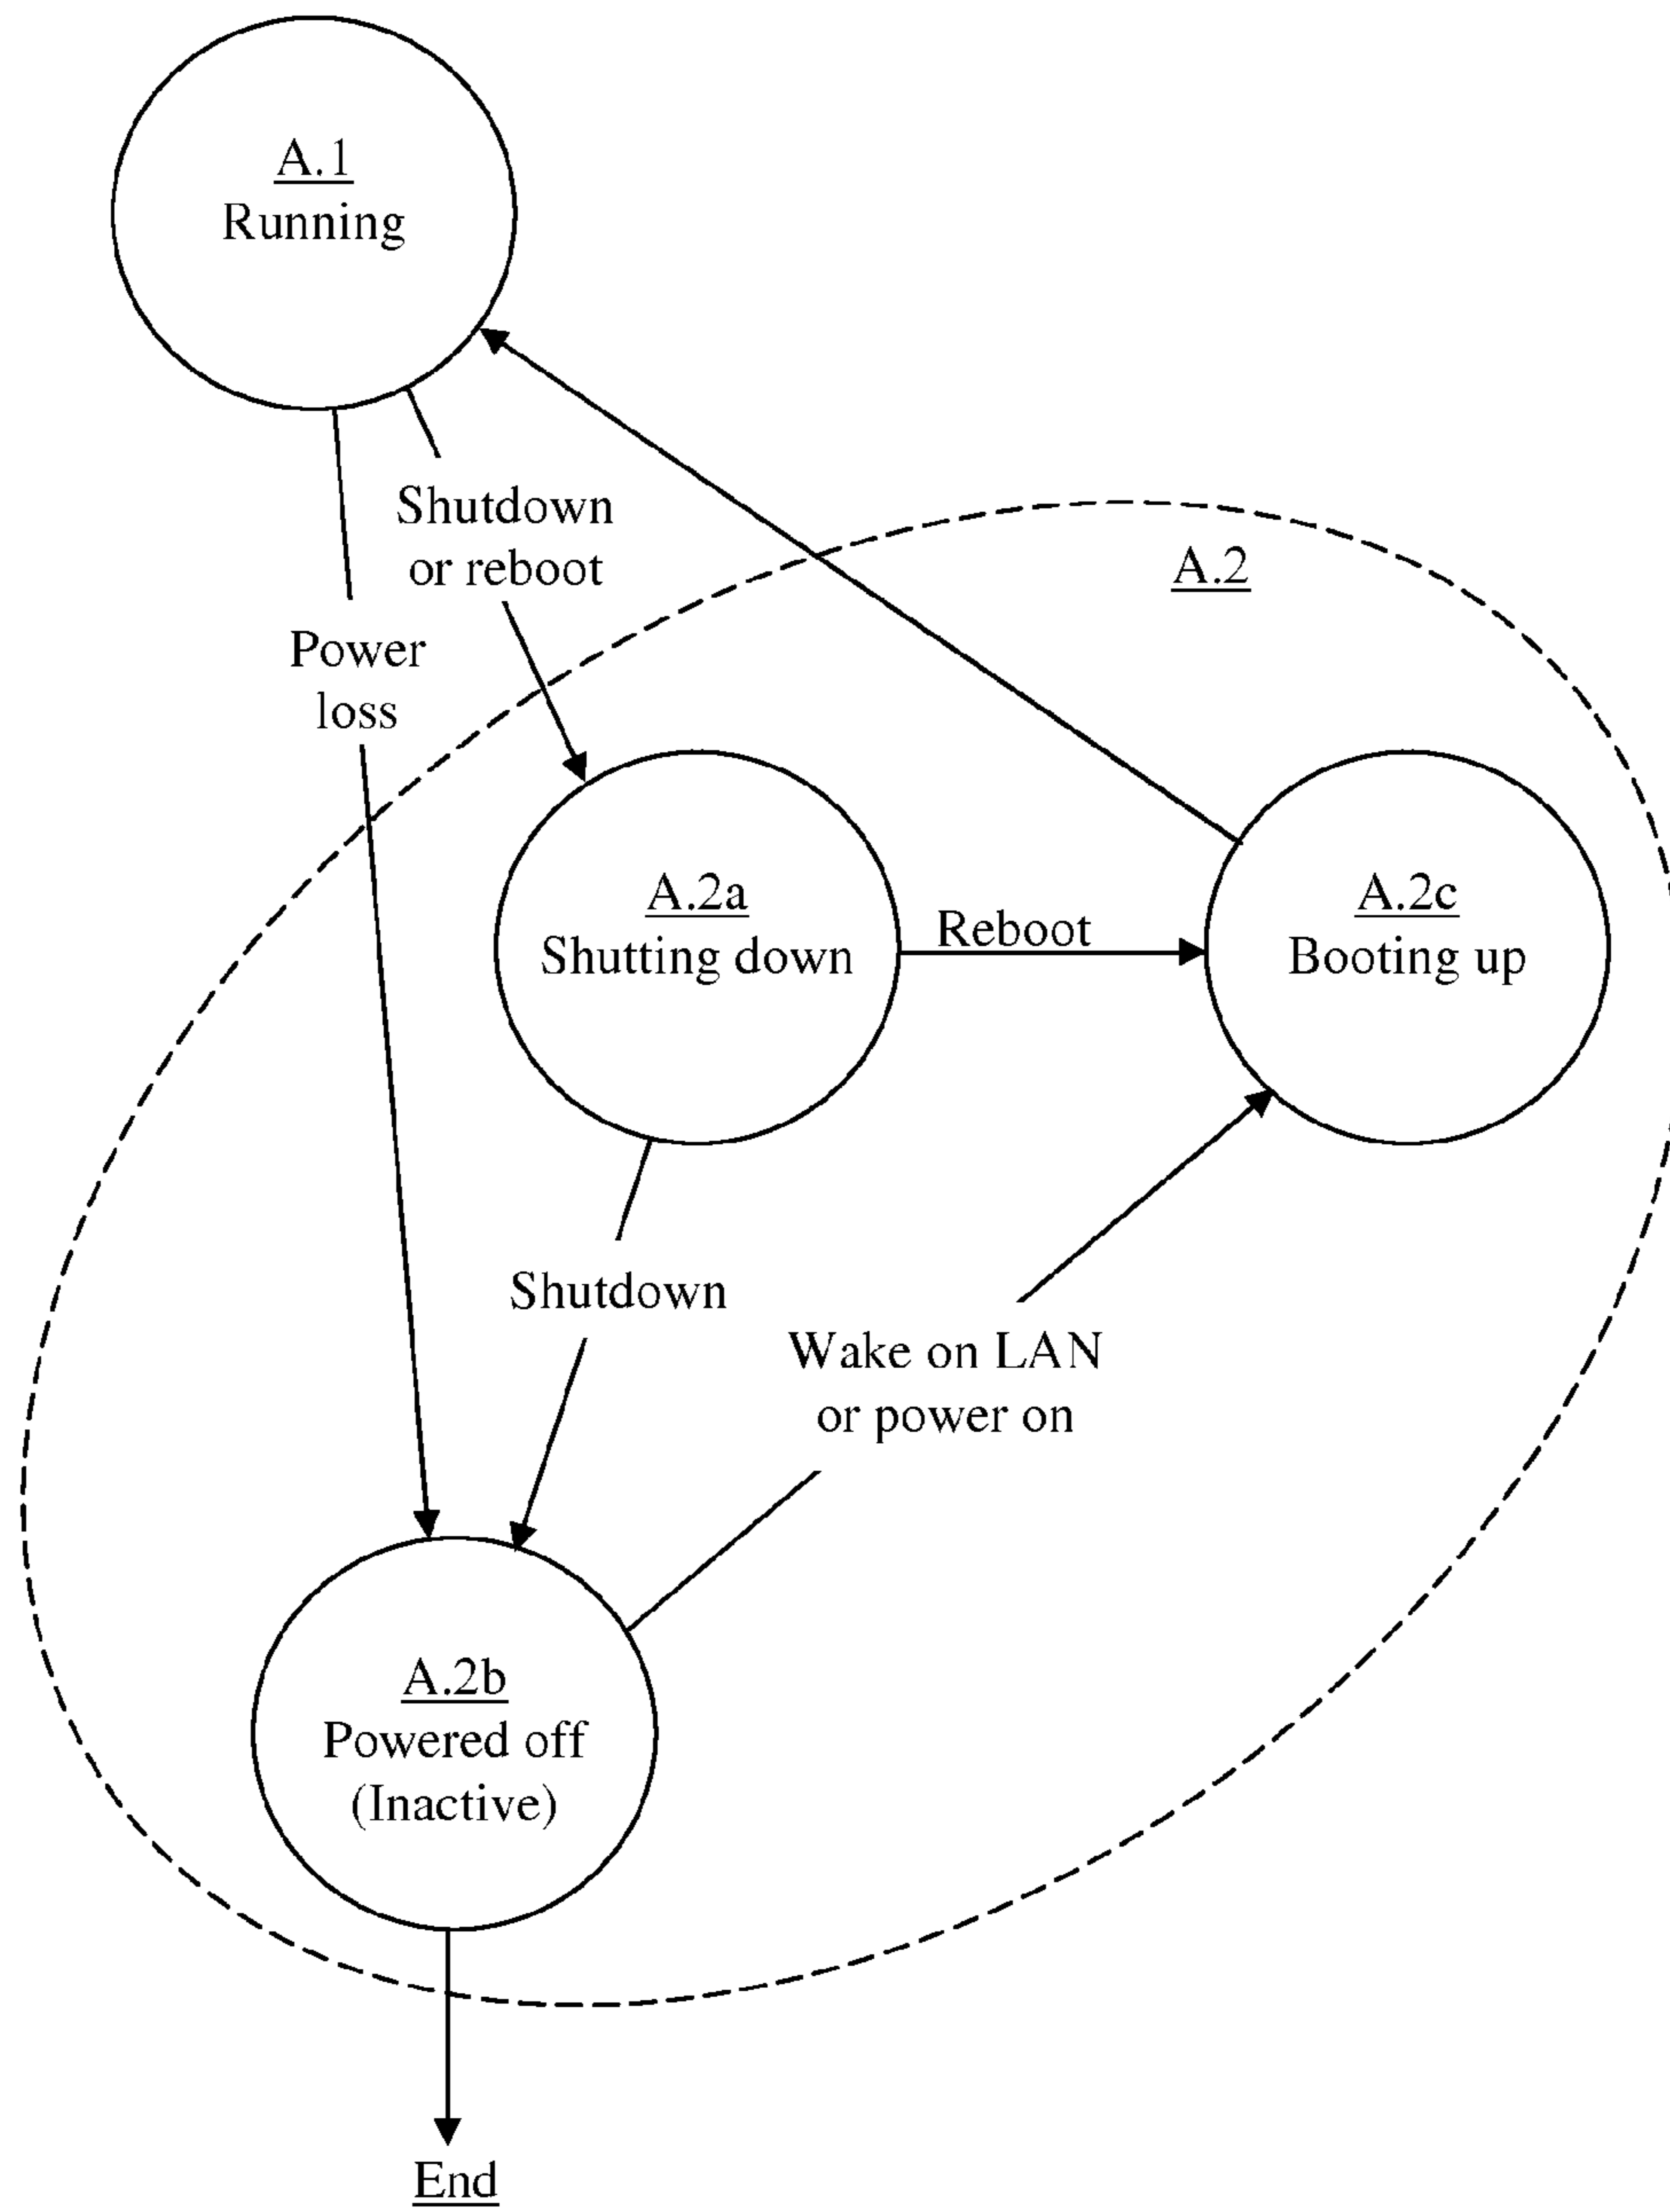 A.1
Running
Shutdown
or reboot
A.2
Power
loss
A.2a
Shutting down
Reboot
A.2c
Booting up
Shutdown
Wake on LAN
or power on
A.2b
Powered off
(Inactive)
End